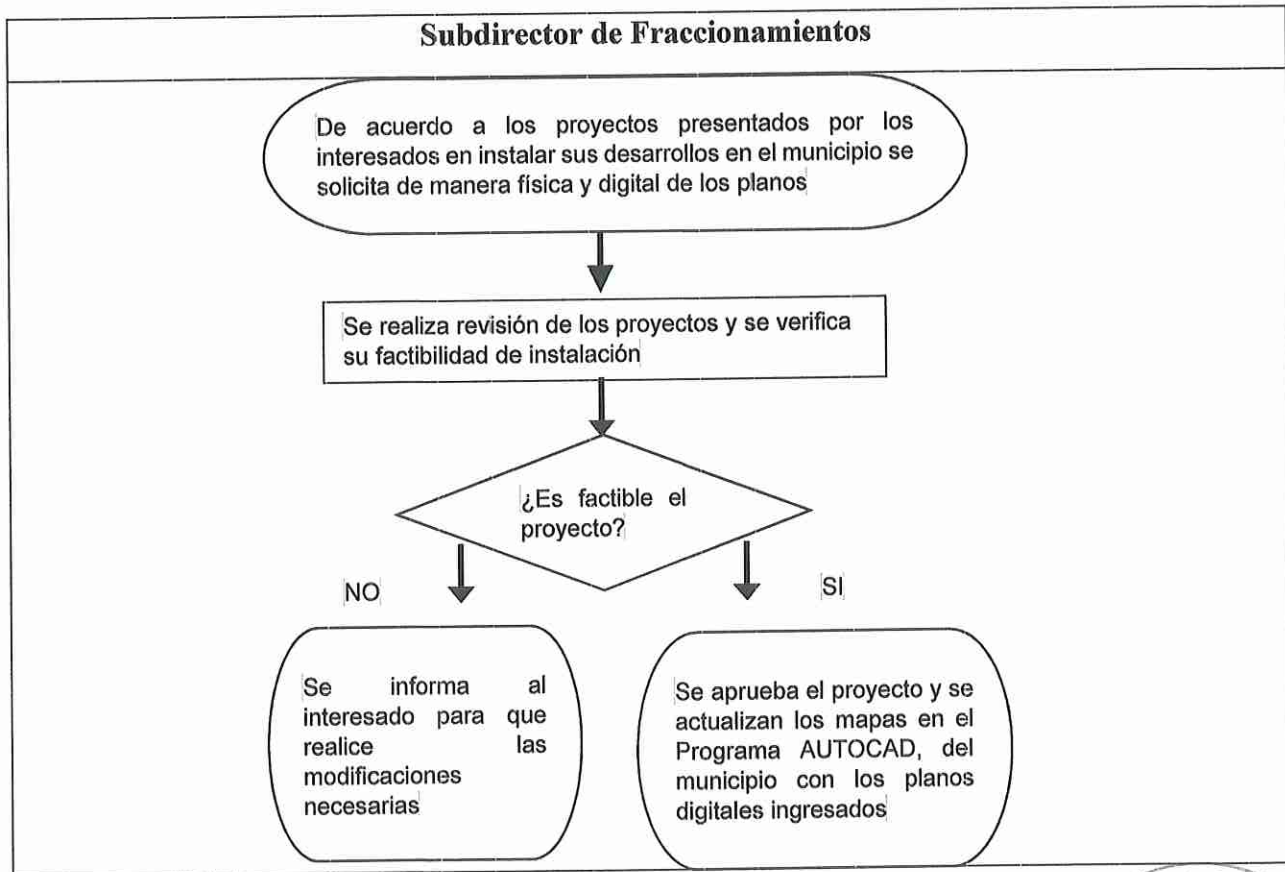 Subdirector de Fraccionamientos
De acuerdo a los proyectos presentados por los
interesados en instalar sus desarrollos en el municipio se
solicita de manera física y digital de los planos
Se realiza revisión de los proyectos y se verifica
su factibilidad de instalación
¿Es factible el
proyecto?
NO
SI
Se informa al
interesado para que
realice las
modificaciones
necesarias
Se aprueba el proyecto y se
actualizan los mapas en el
Programa AUTOCAD, del
municipio con los planos
digitales ingresados